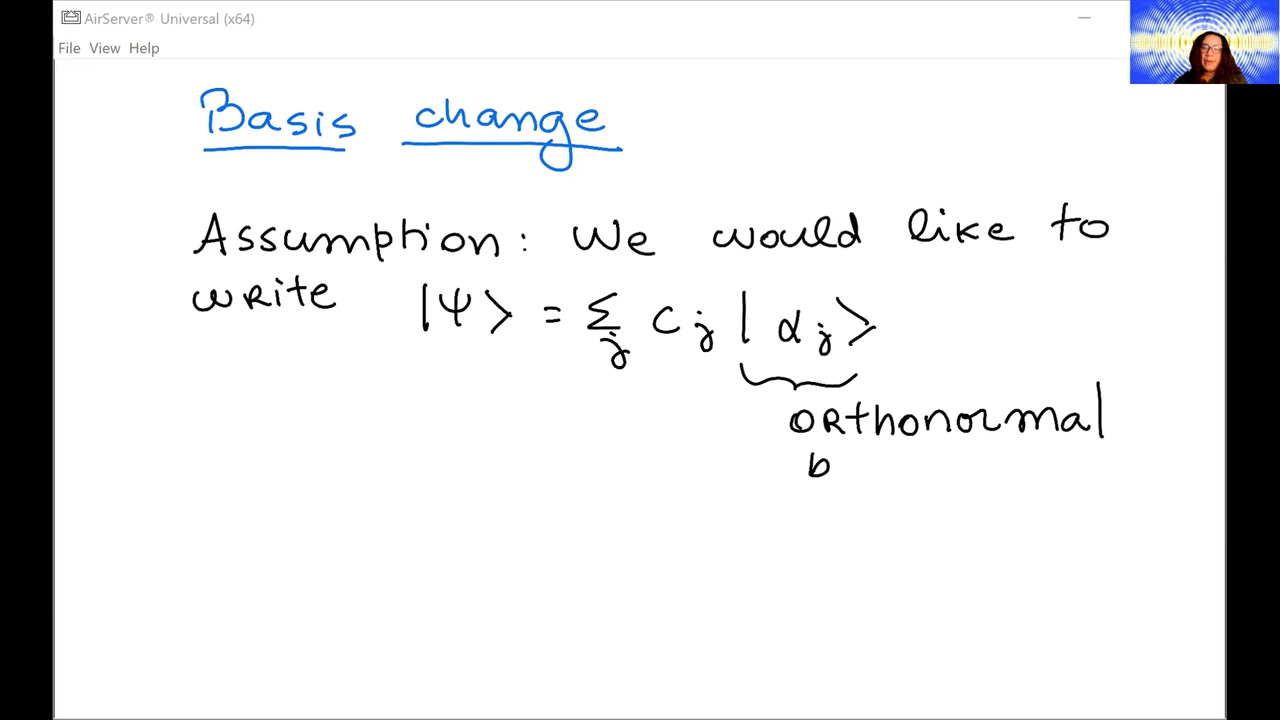 AirServer® Universal (x64)
File View Help
Basis change
Assumption: We would like to
write |ψ> = Σ_j c_j |α_j>
orthonormal
b